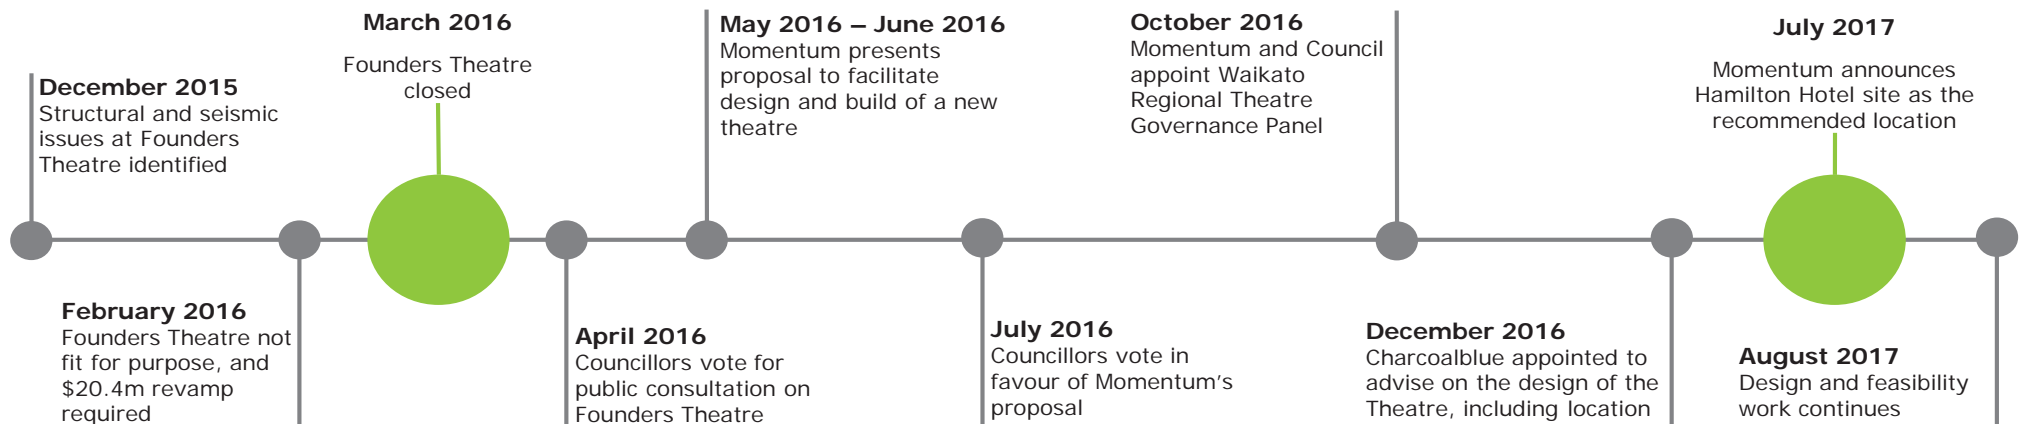 December 2015
Structural and seismic
issues at Founders
Theatre identified
February 2016
Founders Theatre not
fit for purpose, and
$20.4m revamp
required
March 2016
Founders Theatre
closed
April 2016
Councillors vote for
public consultation on
Founders Theatre
May 2016 – June 2016
Momentum presents
proposal to facilitate
design and build of a new
theatre
July 2016
Councillors vote in
favour of Momentum’s
proposal
October 2016
Momentum and Council
appoint Waikato
Regional Theatre
Governance Panel
December 2016
Charcoalblue appointed to
advise on the design of the
Theatre, including location
July 2017
Momentum announces
Hamilton Hotel site as the
recommended location
August 2017
Design and feasibility
work continues